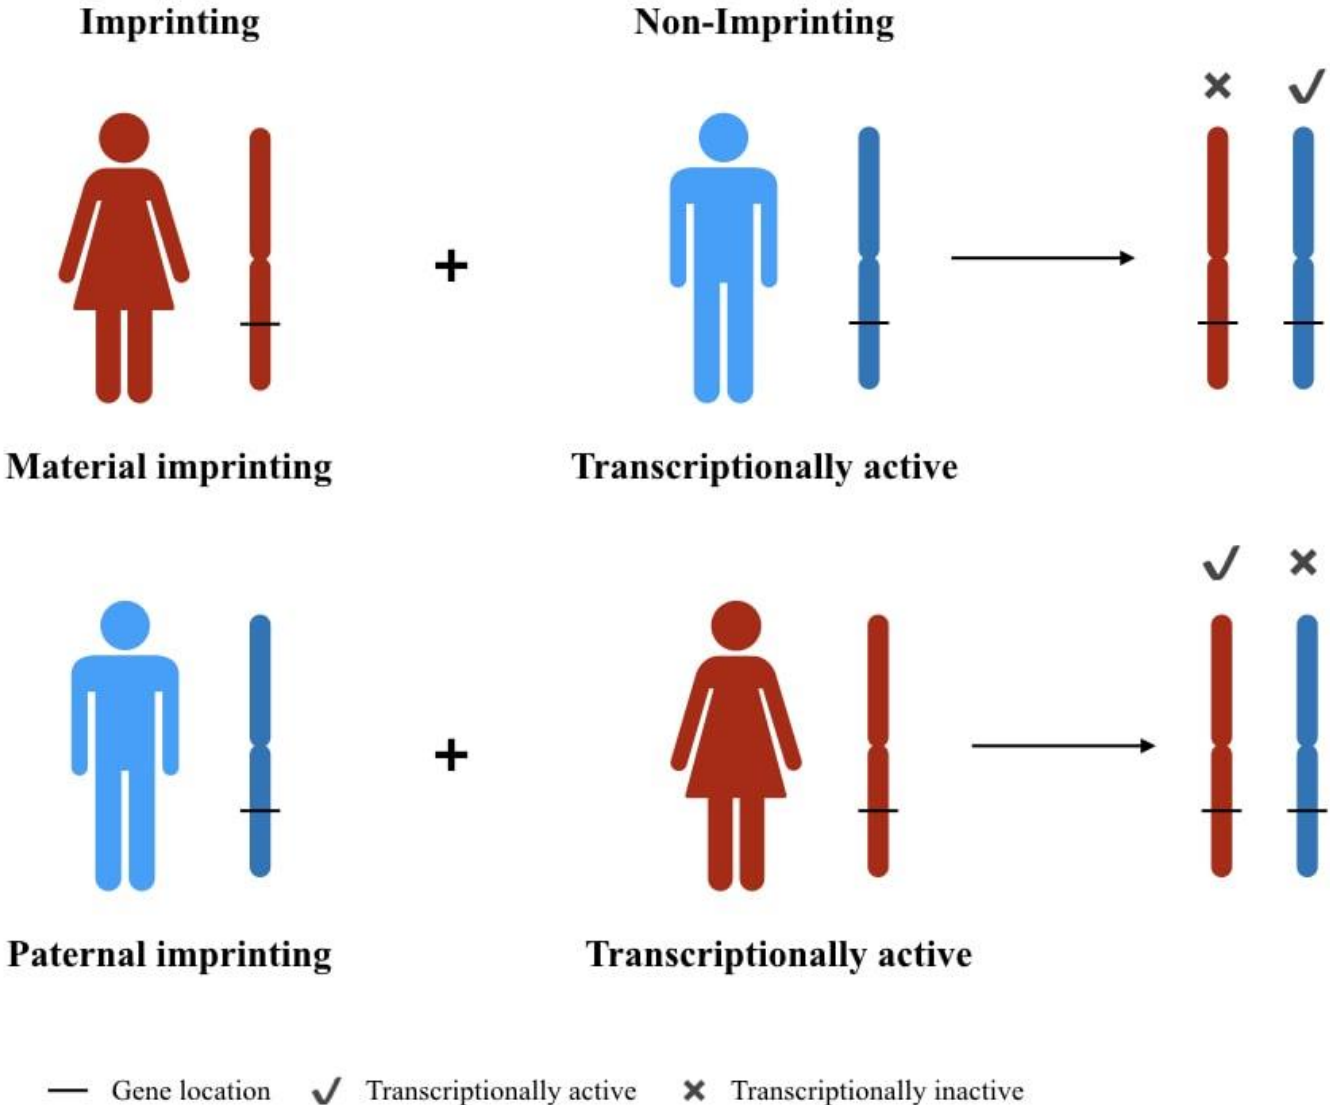 Imprinting
Non-Imprinting
Material imprinting
Transcriptionally active
Paternal imprinting
Transcriptionally active
Gene location
Transcriptionally active
Transcriptionally inactive